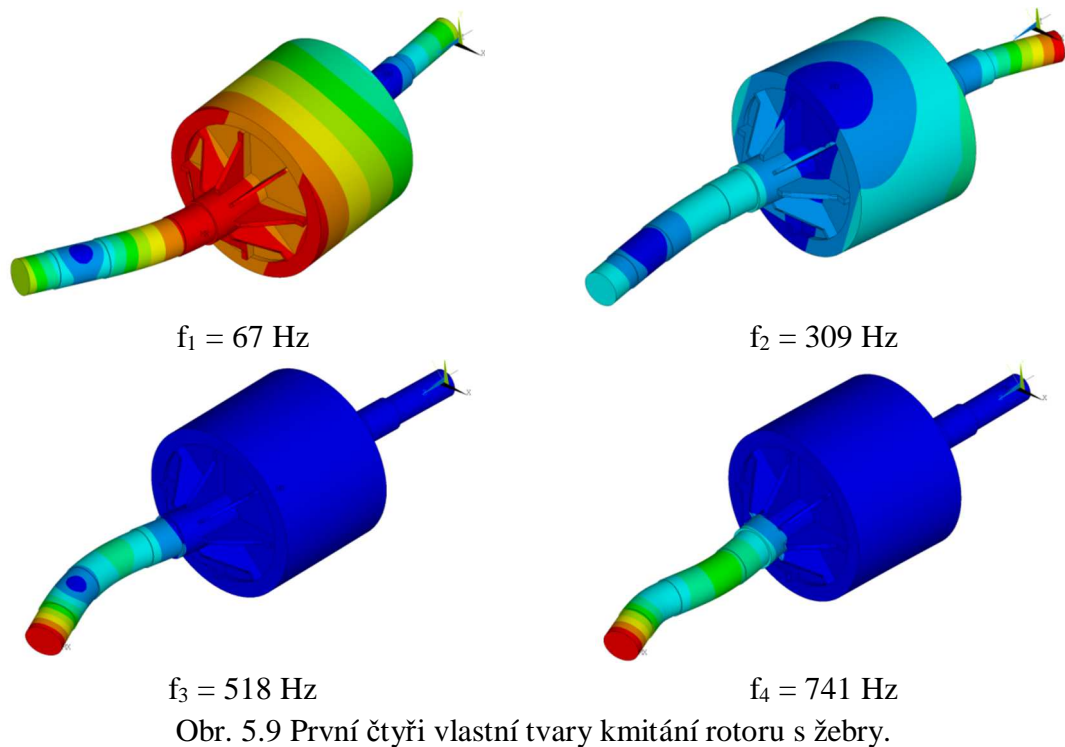 f₁ = 67 Hz
f₂ = 309 Hz
f₃ = 518 Hz
f₄ = 741 Hz
Obr. 5.9 První čtyři vlastní tvary kmitání rotoru s žebry.